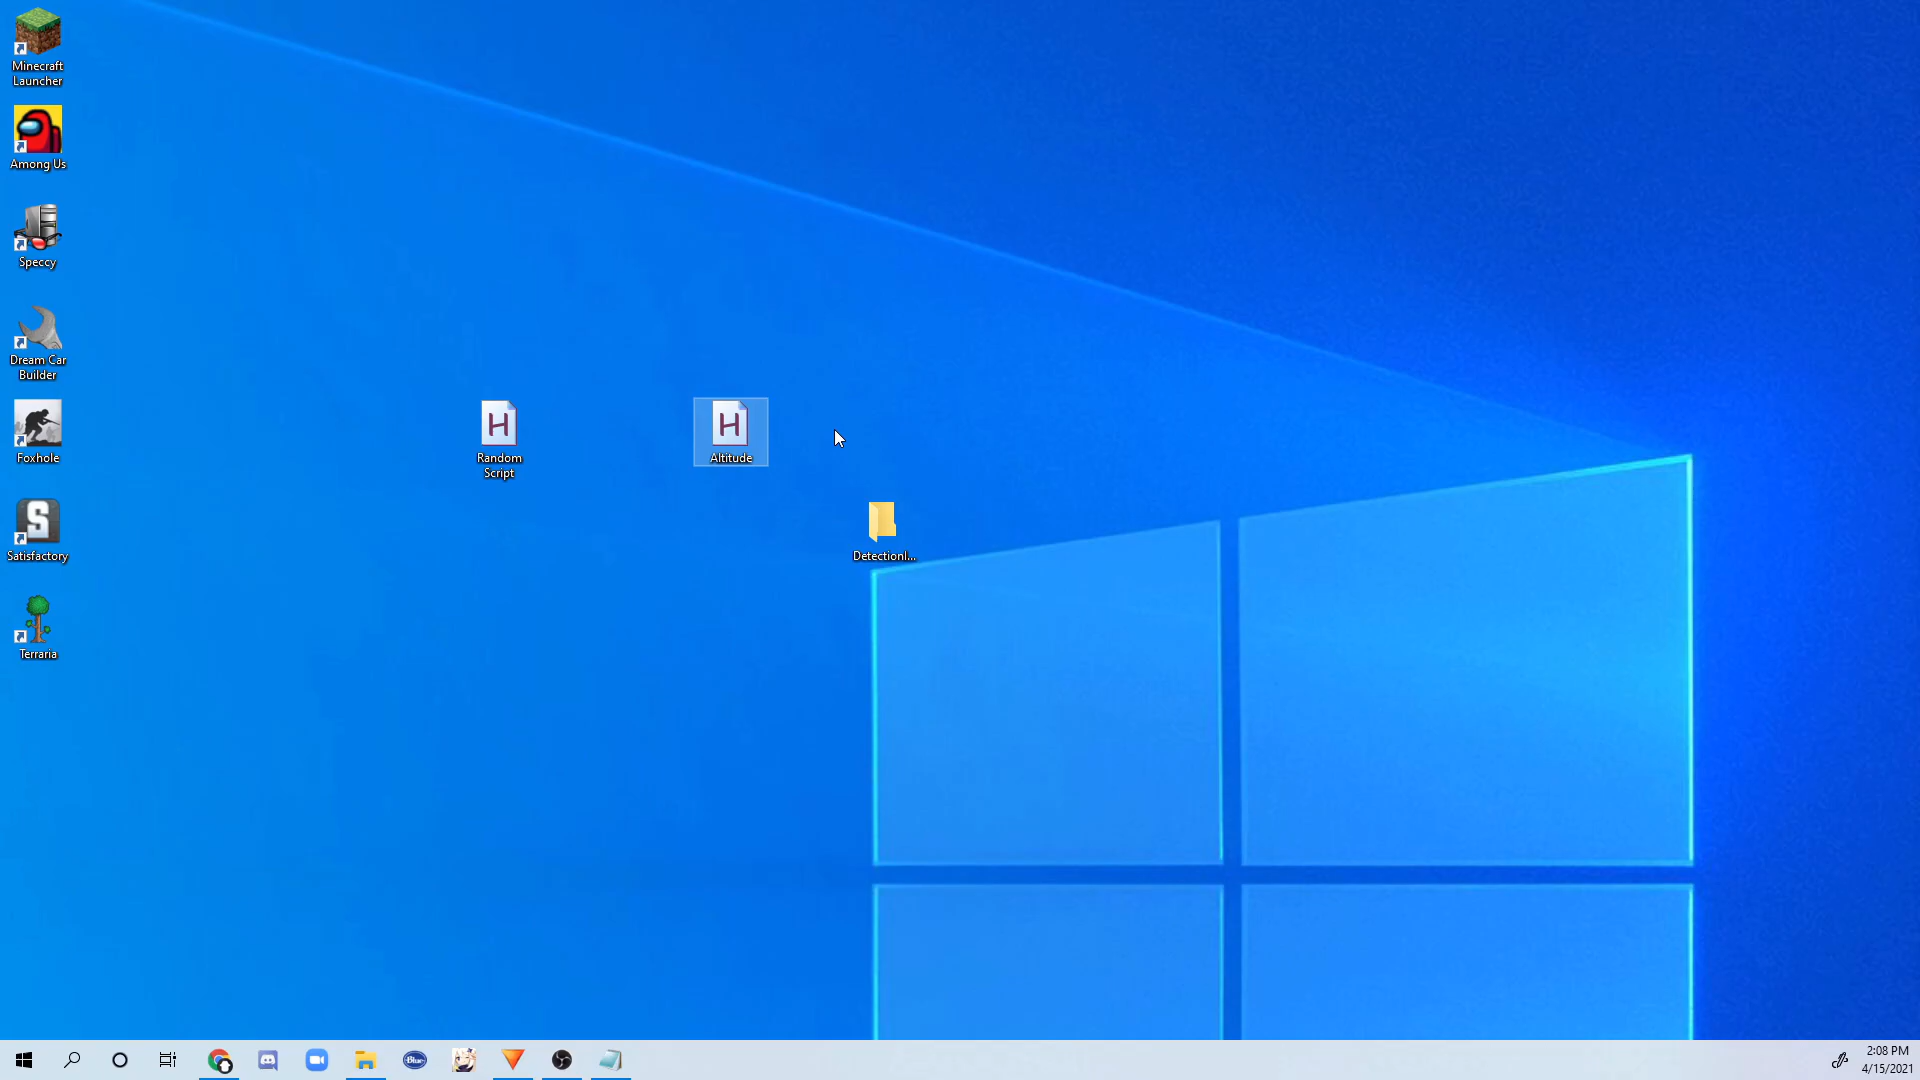 Minecraft
Launcher
Among Us
Speccy
Dream Car
Builder
Foxhole
Satisfactory
Terraria
Random
Script
Altitude
DetectionI...
Blue
2:08 PM
4/15/2021